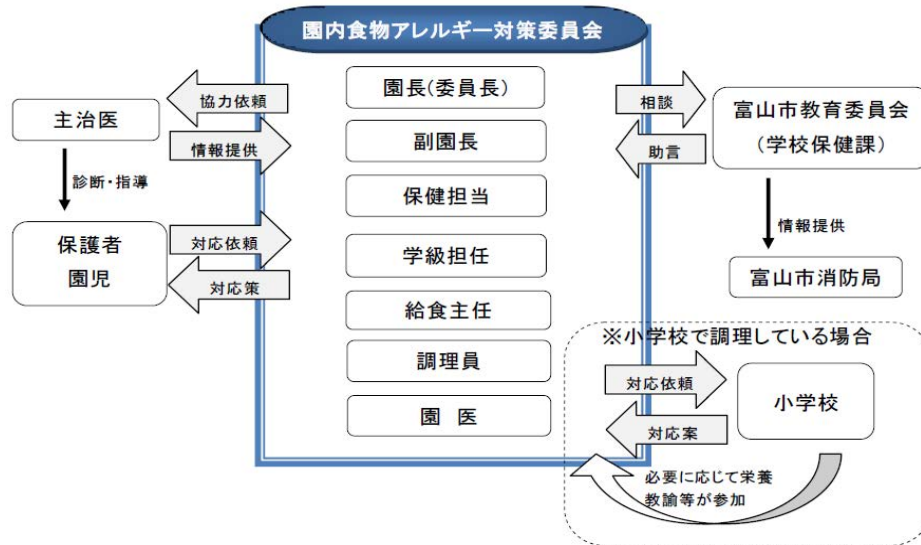 園内食物アレルギー対策委員会
園長(委員長)
副園長
保健担当
学級担任
給食主任
調理員
園 医
協力依頼
情報提供
主治医
診断・指導
保護者
園児
対応依頼
対応策
相談
助言
富山市教育委員会
(学校保健課)
情報提供
富山市消防局
※小学校で調理している場合
対応依頼
対応案
小学校
必要に応じて栄養
教諭等が参加